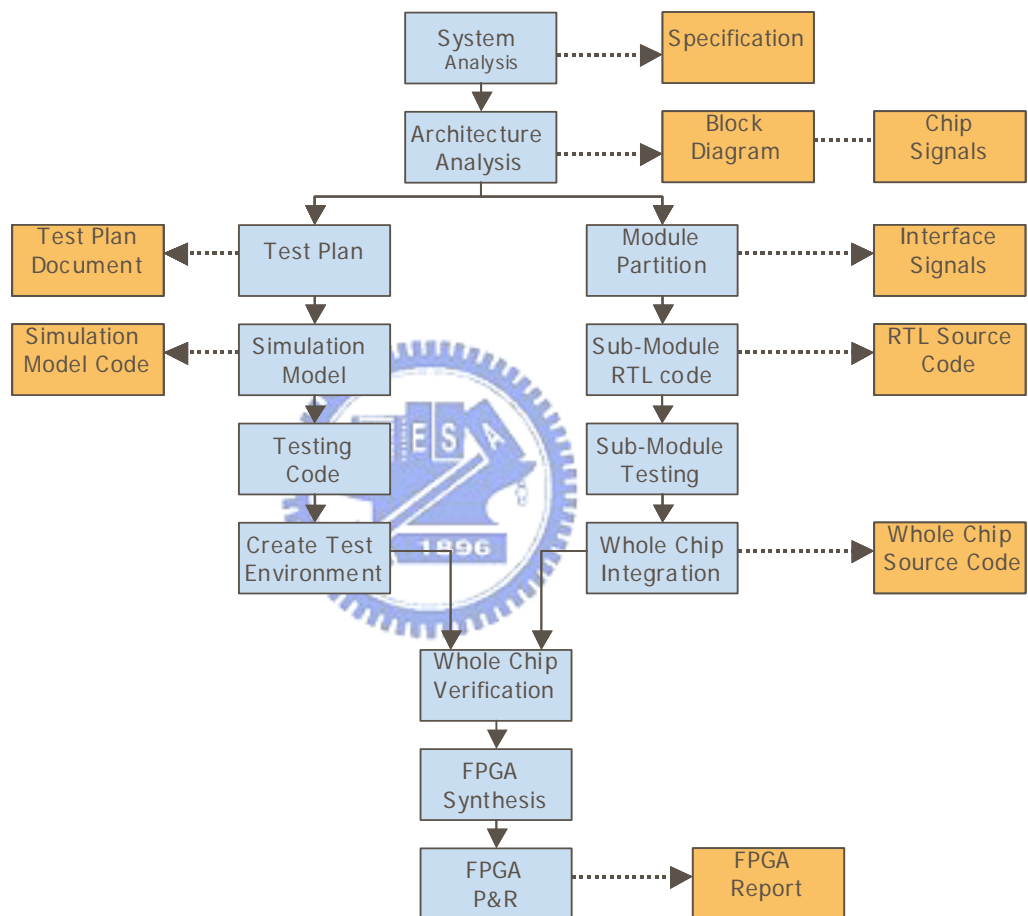 System
Analysis
Specification
Architecture
Analysis
Block
Diagram
Chip
Signals
Test Plan
Document
Test Plan
Module
Partition
Interface
Signals
Simulation
Model Code
Simulation
Model
Sub-Module
RTL code
RTL Source
Code
Testing
Code
Sub-Module
Testing
E S A
Create Test
Environment
1896
Whole Chip
Integration
Whole Chip
Source Code
Whole Chip
Verification
FPGA
Synthesis
FPGA
P&R
FPGA
Report